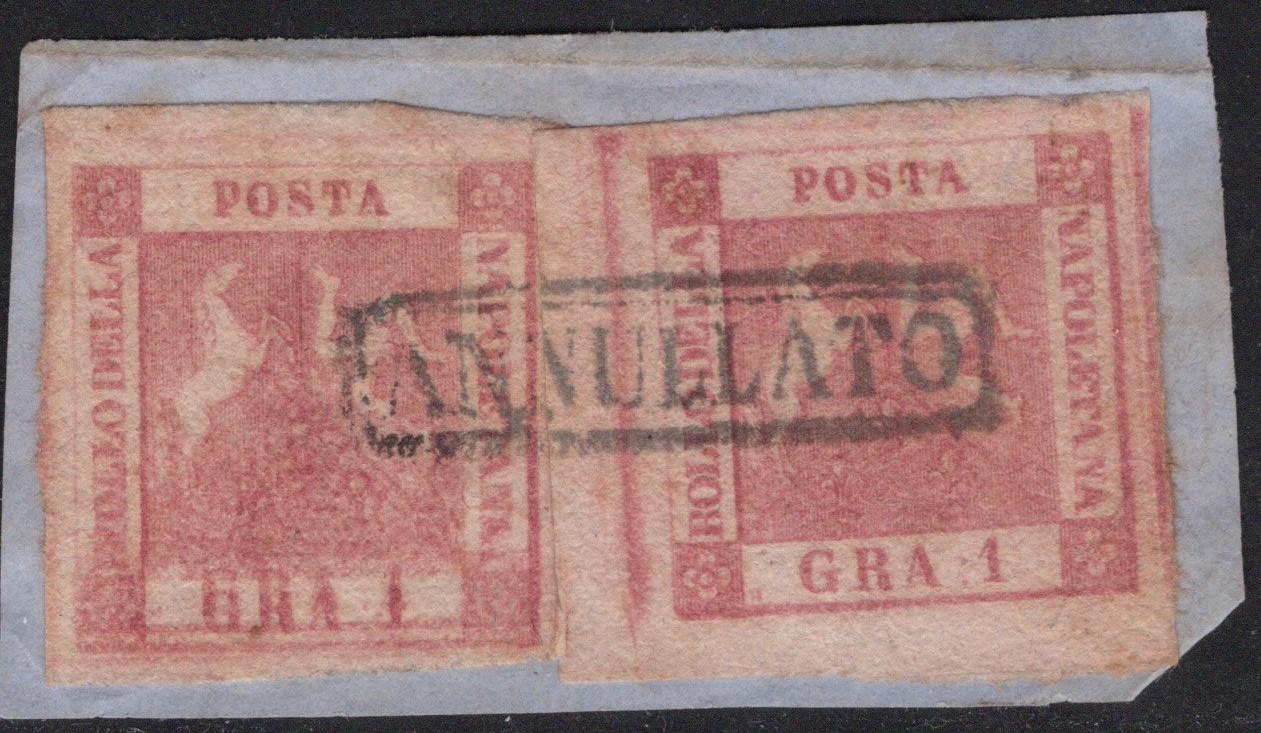 POSTA
BOLLO DELLA
NAPOLETANA
GRA 1
POSTA
BOLLO DELLA
NAPOLETANA
GRA. 1
ANNULLATO